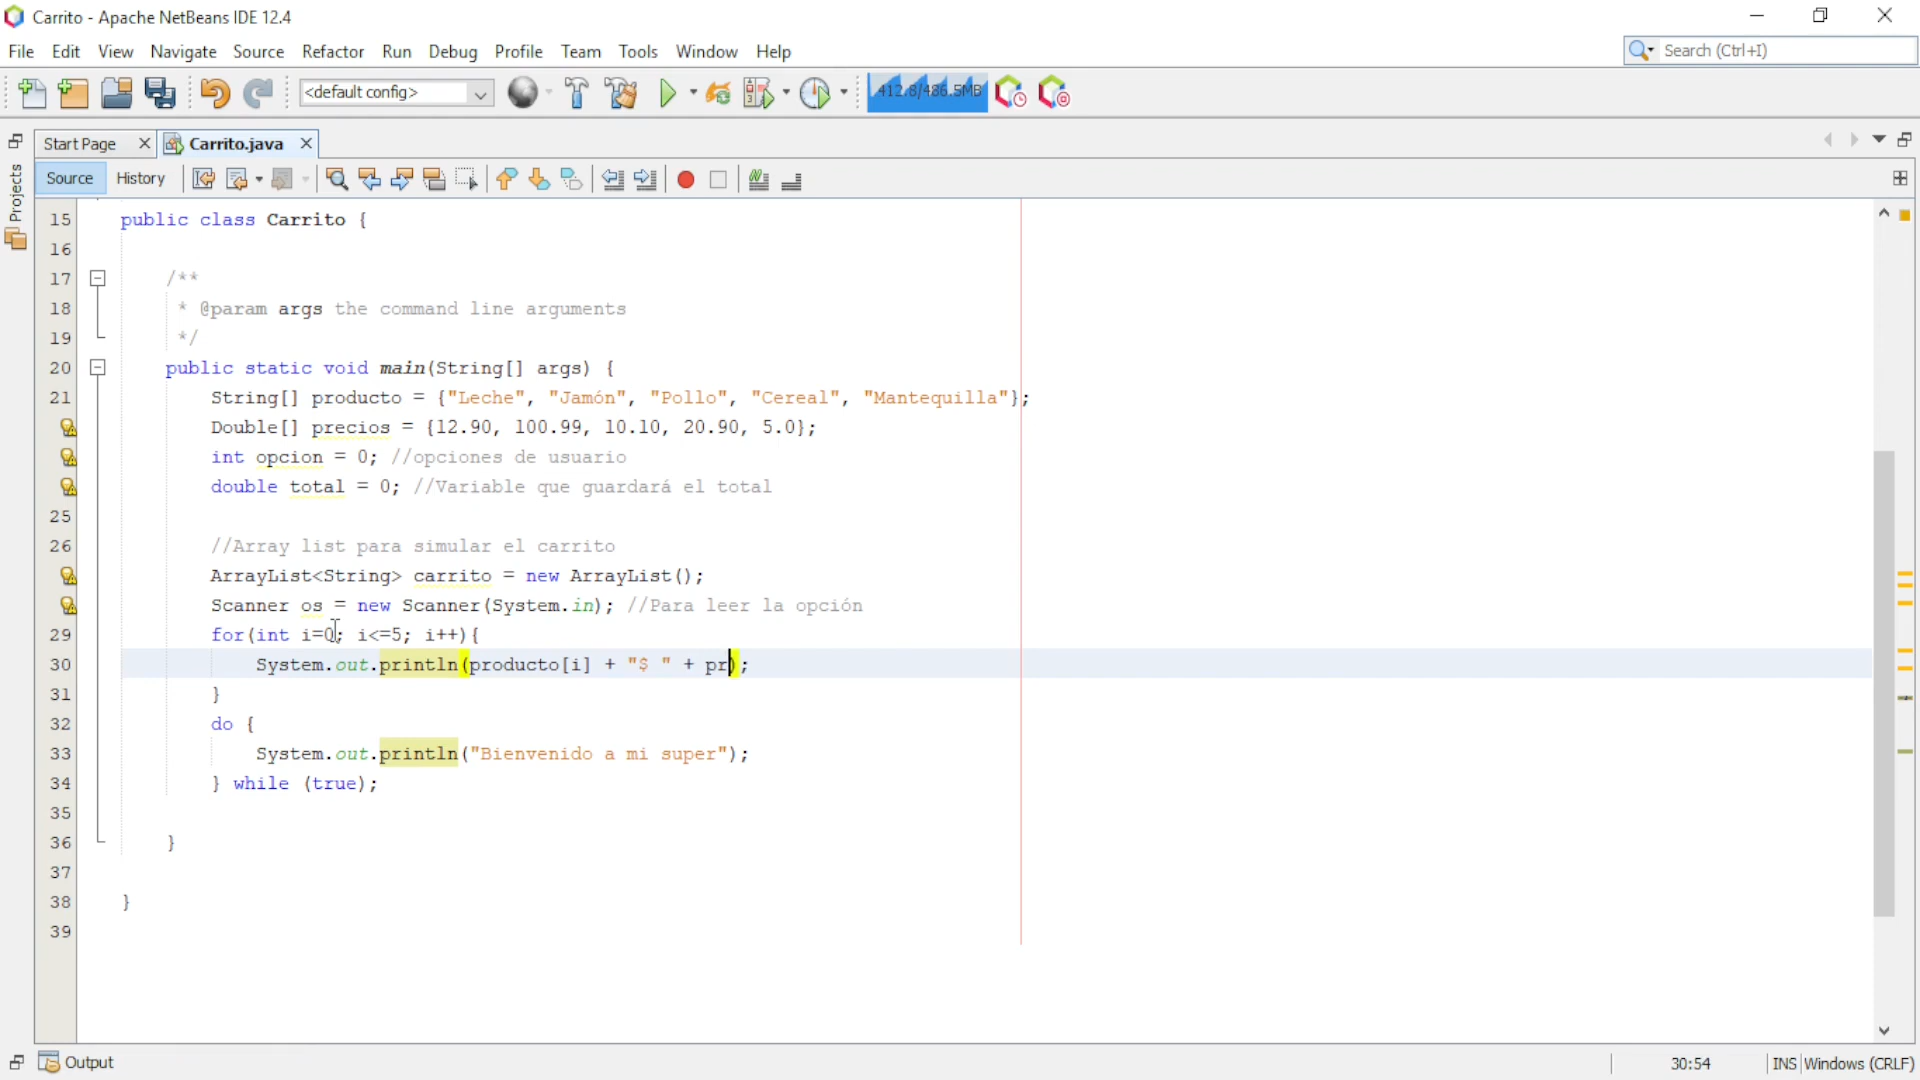 Carrito - Apache NetBeans IDE 12.4
File Edit View Navigate Source Refactor Run Debug Profile Team Tools Window Help
Search (Ctrl+I)
<default config>
412.8/486.5MB
Start Page Carrito.java
Projects
Source History
15 public class Carrito {
16
17 /**
18 * @param args the command line arguments
19 */
20 public static void main(String[] args) {
21 String[] producto = {"Leche", "Jamón", "Pollo", "Cereal", "Mantequilla"};
Double[] precios = {12.90, 100.99, 10.10, 20.90, 5.0};
int opcion = 0; //opciones de usuario
double total = 0; //Variable que guardará el total
25
26 //Array list para simular el carrito
ArrayList<String> carrito = new ArrayList();
Scanner os = new Scanner(System.in); //Para leer la opción
29 for(int i=0; i<=5; i++){
30 System.out.println(producto[i] + "$ " + pr);
31 }
32 do {
33 System.out.println("Bienvenido a mi super");
34 } while (true);
35
36 }
37
38 }
39
Output
30:54 INS Windows (CRLF)